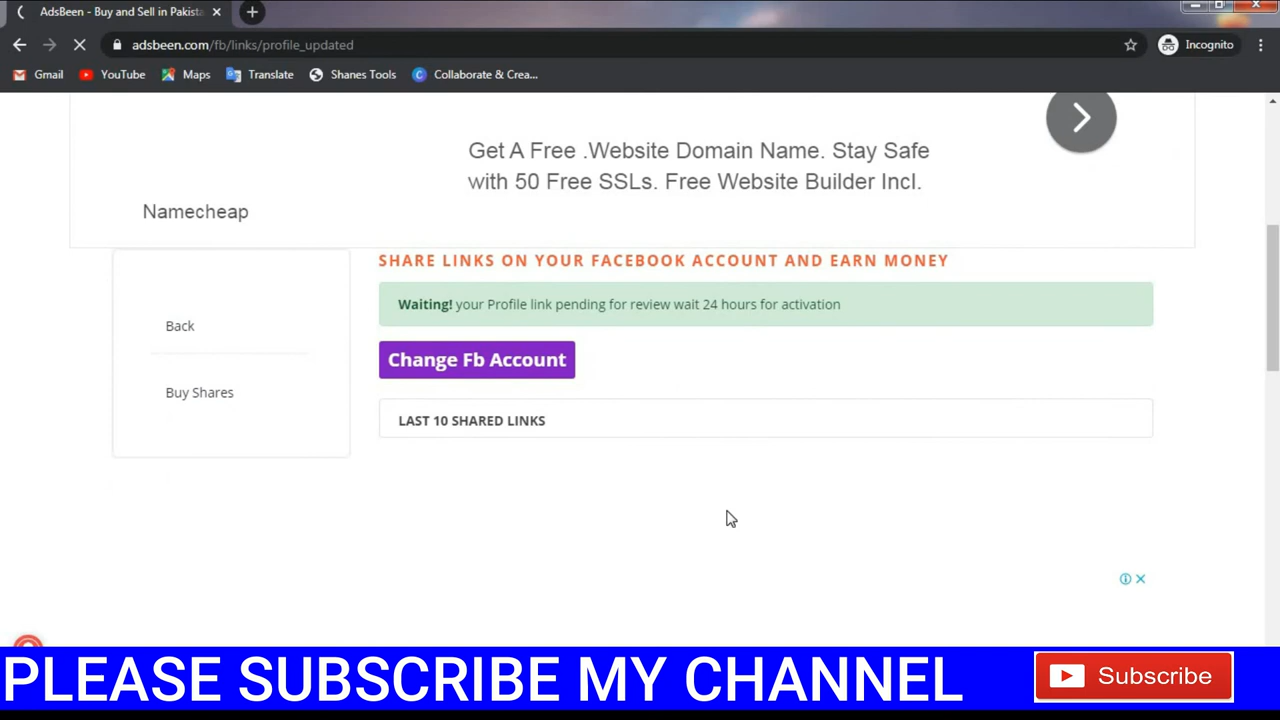 AdsBeen - Buy and Sell in Pakista
adsbeen.com/fb/links/profile_updated
Incognito
Gmail
YouTube
Maps
Translate
Shanes Tools
Collaborate & Crea...
Get A Free .Website Domain Name. Stay Safe
with 50 Free SSLs. Free Website Builder Incl.
Namecheap
SHARE LINKS ON YOUR FACEBOOK ACCOUNT AND EARN MONEY
Waiting! your Profile link pending for review wait 24 hours for activation
Back
Change Fb Account
Buy Shares
LAST 10 SHARED LINKS
PLEASE SUBSCRIBE MY CHANNEL
Subscribe